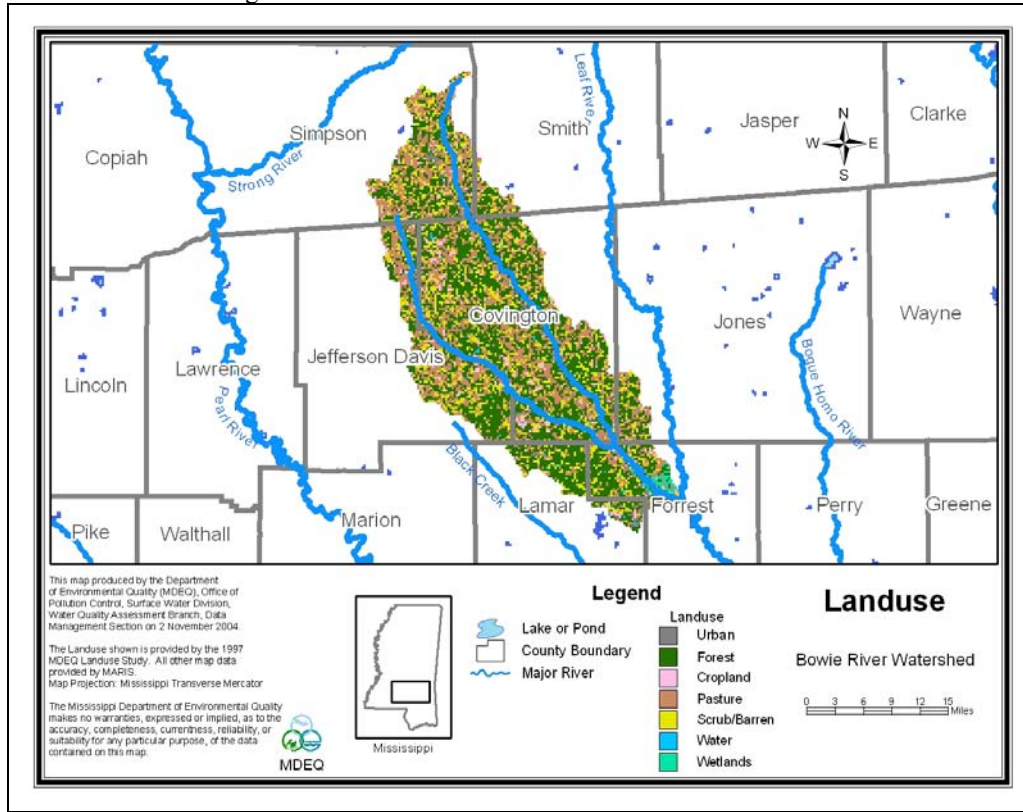 Copiah
Simpson
Strong River
Smith
Leaf River
Jasper
Clarke
N
W E
S
Lincoln
Lawrence
Pearl River
Jefferson Davis
Covington
Jones
Bogue Homo River
Wayne
Pike
Walthall
Marion
Black Creek
Lamar
Forrest
Perry
Greene
This map produced by the Department
of Environmental Quality (MDEQ), Office of
Pollution Control, Surface Water Division,
Water Quality Assessment Branch, Data
Management Section on 2 November 2004.
The Landuse shown is provided by the 1997
MDEQ Landuse Study. All other map data
provided by MARIS.
Map Projection: Mississippi Transverse Mercator
The Mississippi Department of Environmental Quality
makes no warranties, expressed or implied, as to the
accuracy, completeness, currentness, reliability, or
suitability for any particular purpose, of the data
contained on this map.
MDEQ
Mississippi
Legend
Lake or Pond
County Boundary
Major River
Landuse
Urban
Forest
Cropland
Pasture
Scrub/Barren
Water
Wetlands
Landuse
Bowie River Watershed
0 3 6 9 12 15
Miles